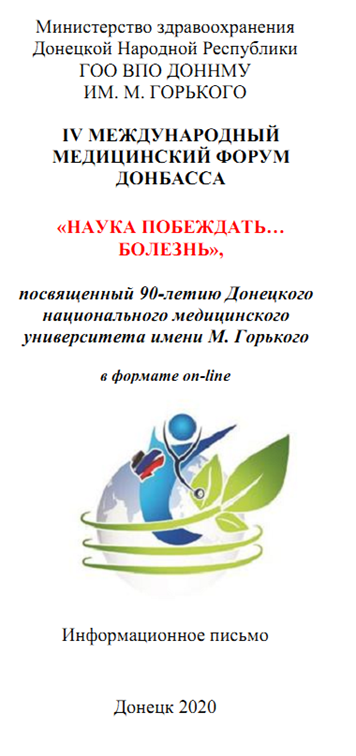 Министерство здравоохранения
Донецкой Народной Республики
ГОО ВПО ДОННМУ
ИМ. М. ГОРЬКОГО
IV МЕЖДУНАРОДНЫЙ
МЕДИЦИНСКИЙ ФОРУМ
ДОНБАССА
«НАУКА ПОБЕЖДАТЬ…
БОЛЕЗНЬ»,
посвященный 90-летию Донецкого
национального медицинского
университета имени М. Горького
в формате on-line
Информационное письмо
Донецк 2020